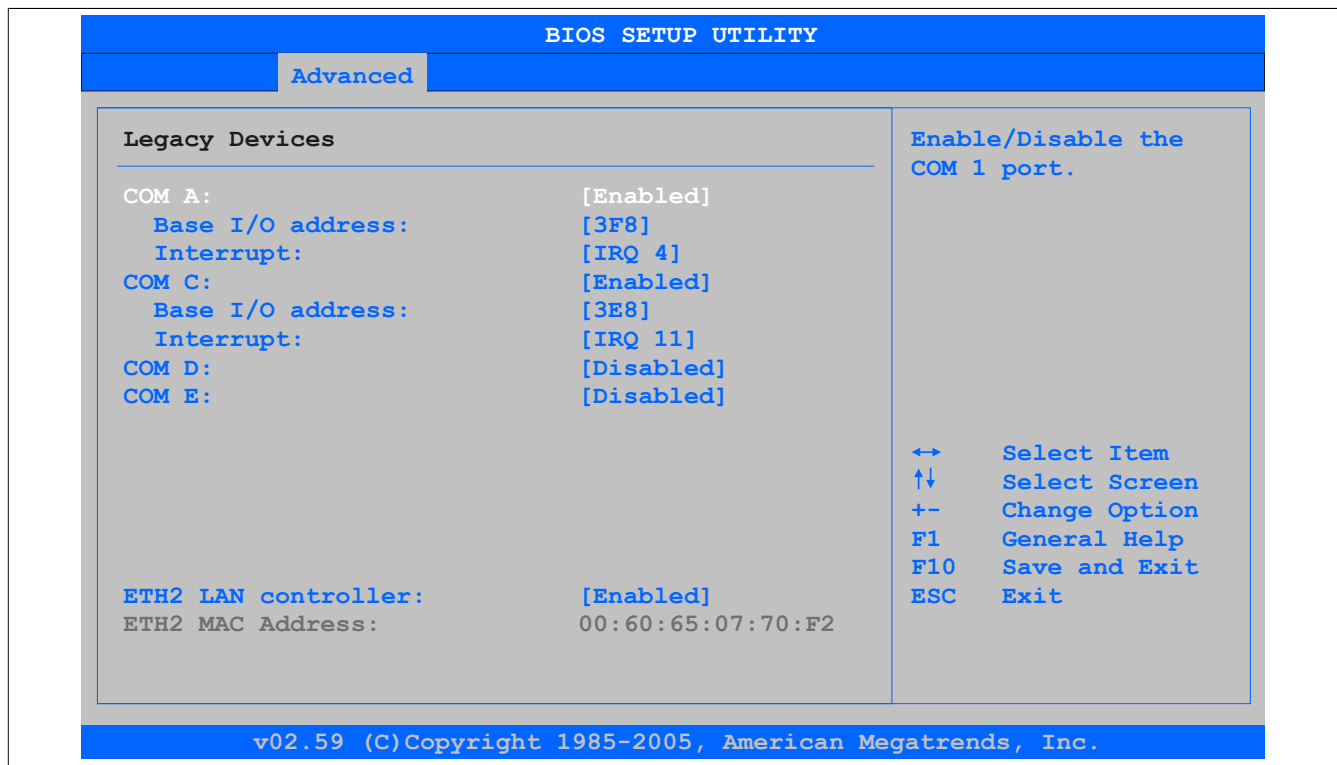 BIOS SETUP UTILITY
Advanced
Legacy Devices
COM A: [Enabled]
Base I/O address: [3F8]
Interrupt: [IRQ 4]
COM C: [Enabled]
Base I/O address: [3E8]
Interrupt: [IRQ 11]
COM D: [Disabled]
COM E: [Disabled]
ETH2 LAN controller: [Enabled]
ETH2 MAC Address: 00:60:65:07:70:F2
Enable/Disable the
COM 1 port.
←→ Select Item
↑↓ Select Screen
+- Change Option
F1 General Help
F10 Save and Exit
ESC Exit
v02.59 (C)Copyright 1985-2005, American Megatrends, Inc.